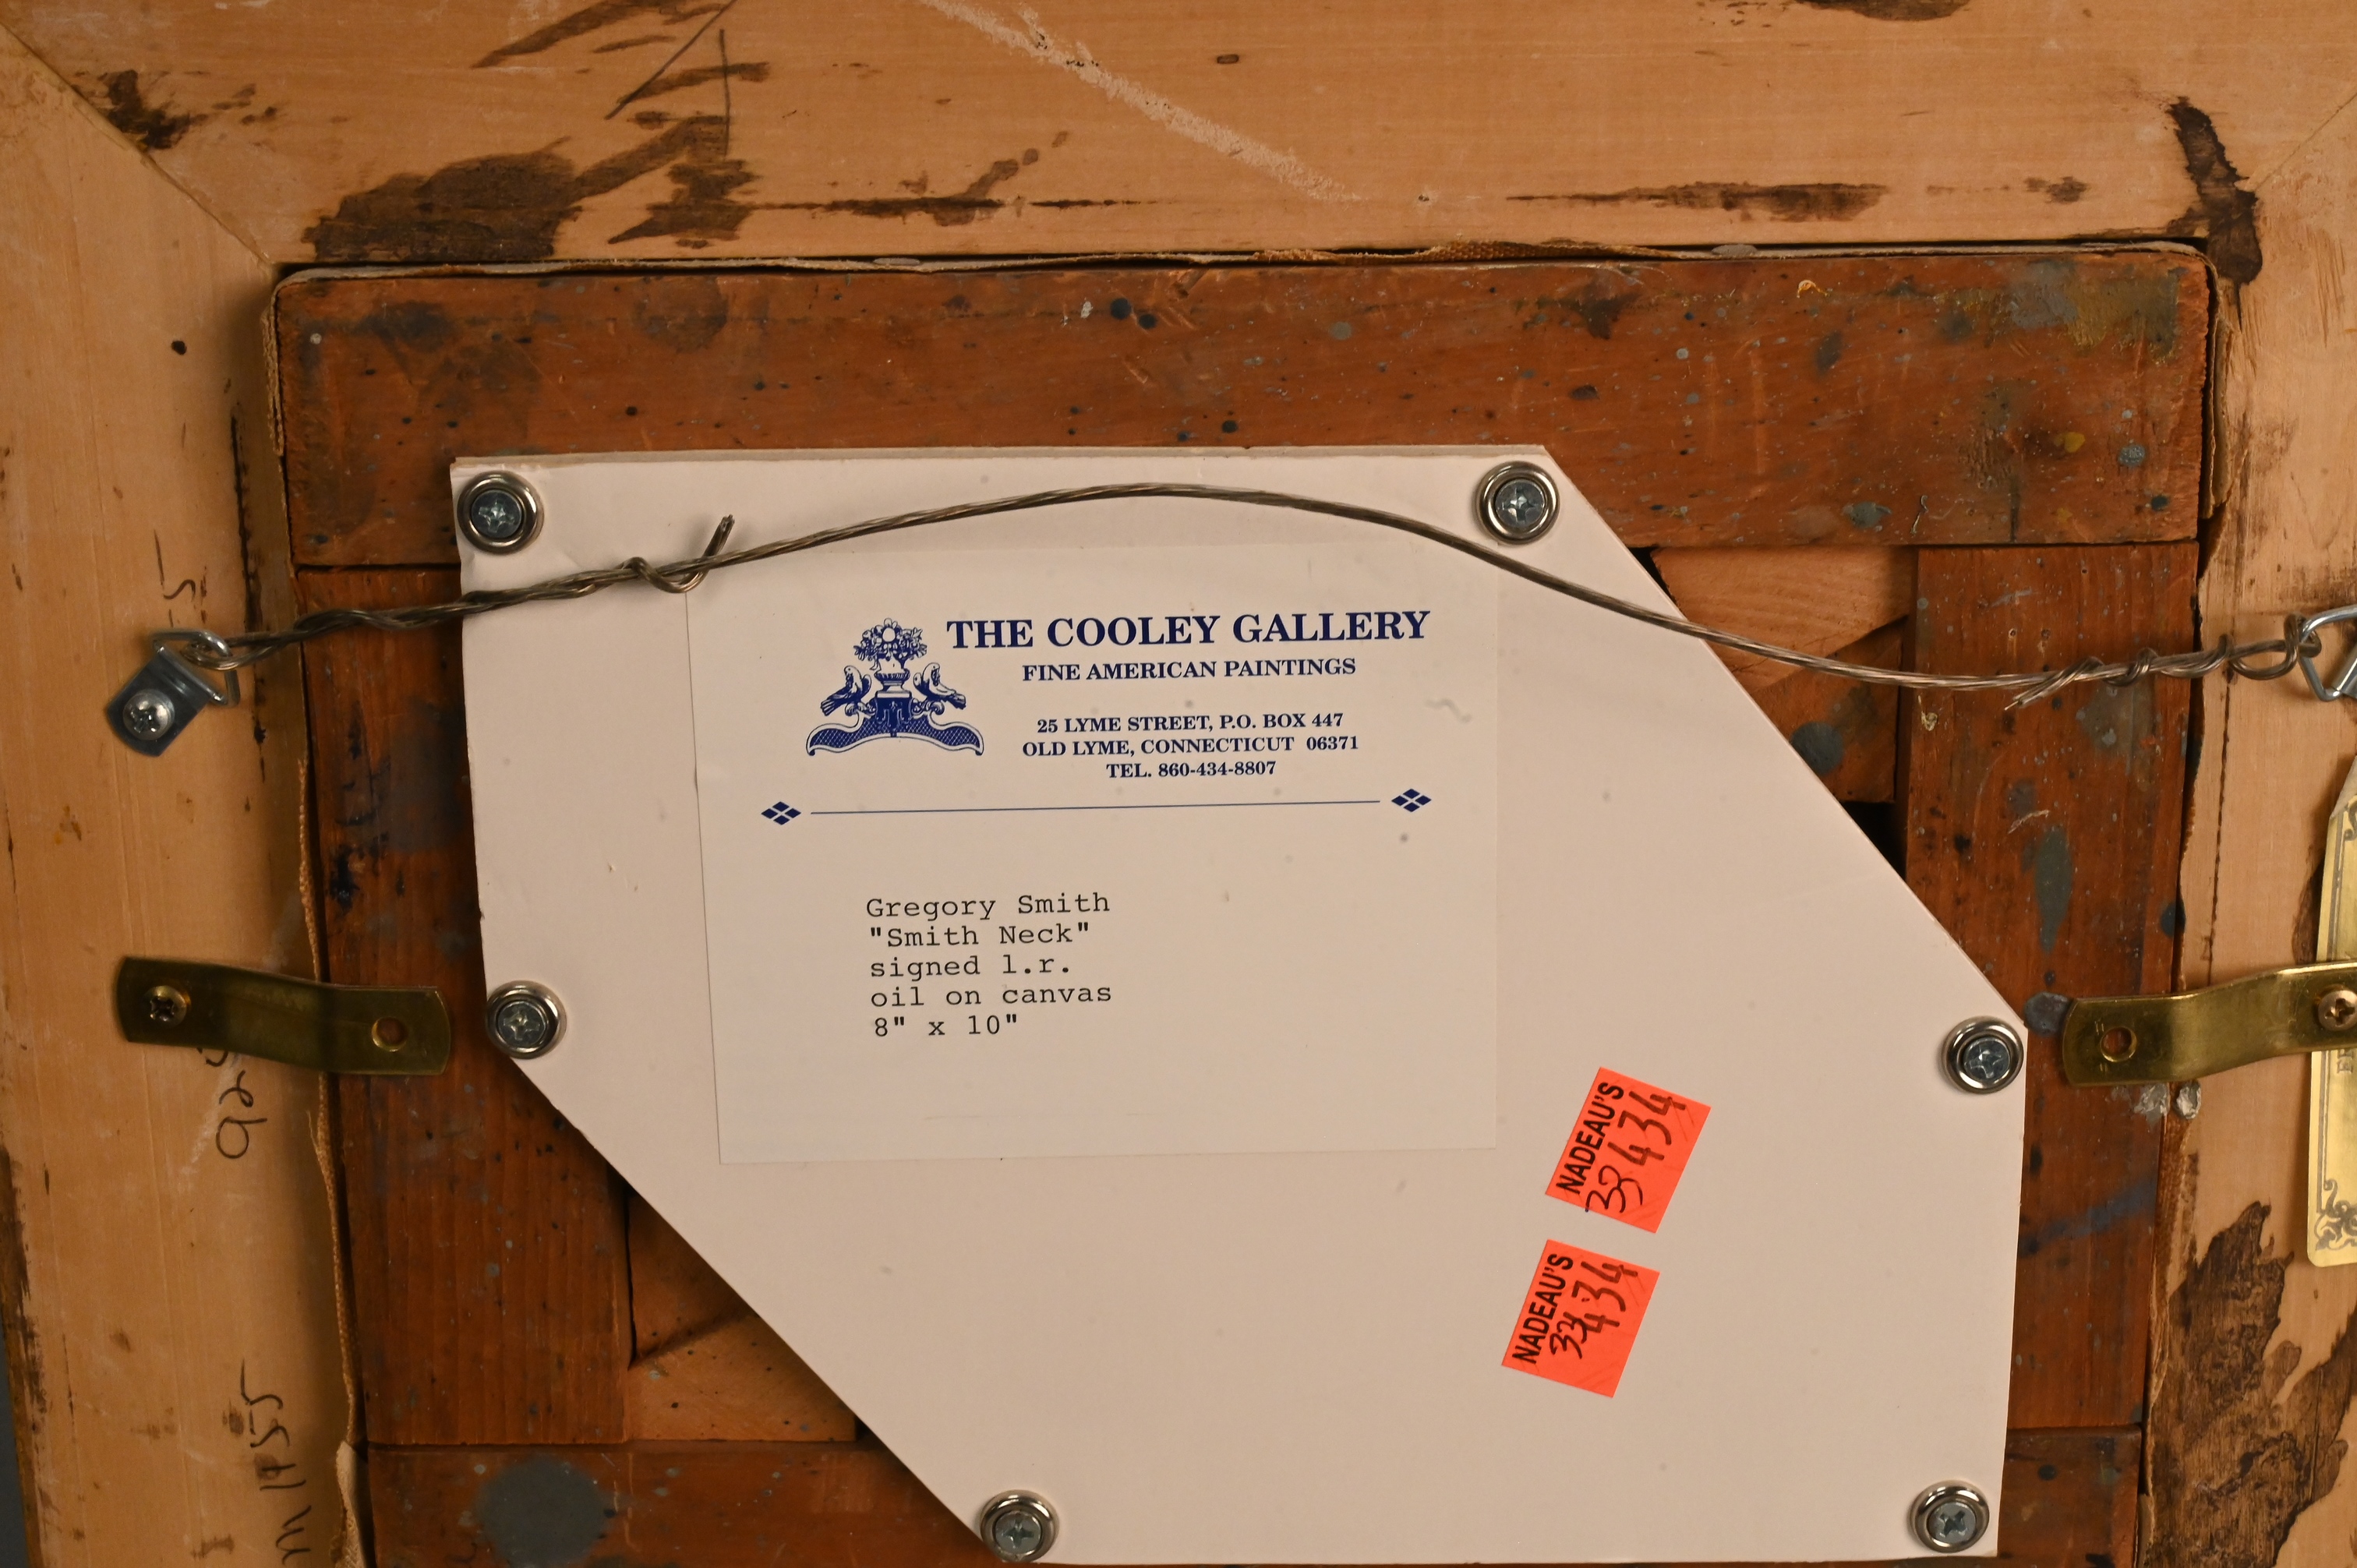 THE COOLEY GALLERY
FINE AMERICAN PAINTINGS
25 LYME STREET, P.O. BOX 447
OLD LYME, CONNECTICUT 06371
TEL. 860-434-8807
Gregory Smith
"Smith Neck"
signed l.r.
oil on canvas
8" x 10"
NADEAU'S
33434
NADEAU'S
33434
m 1455